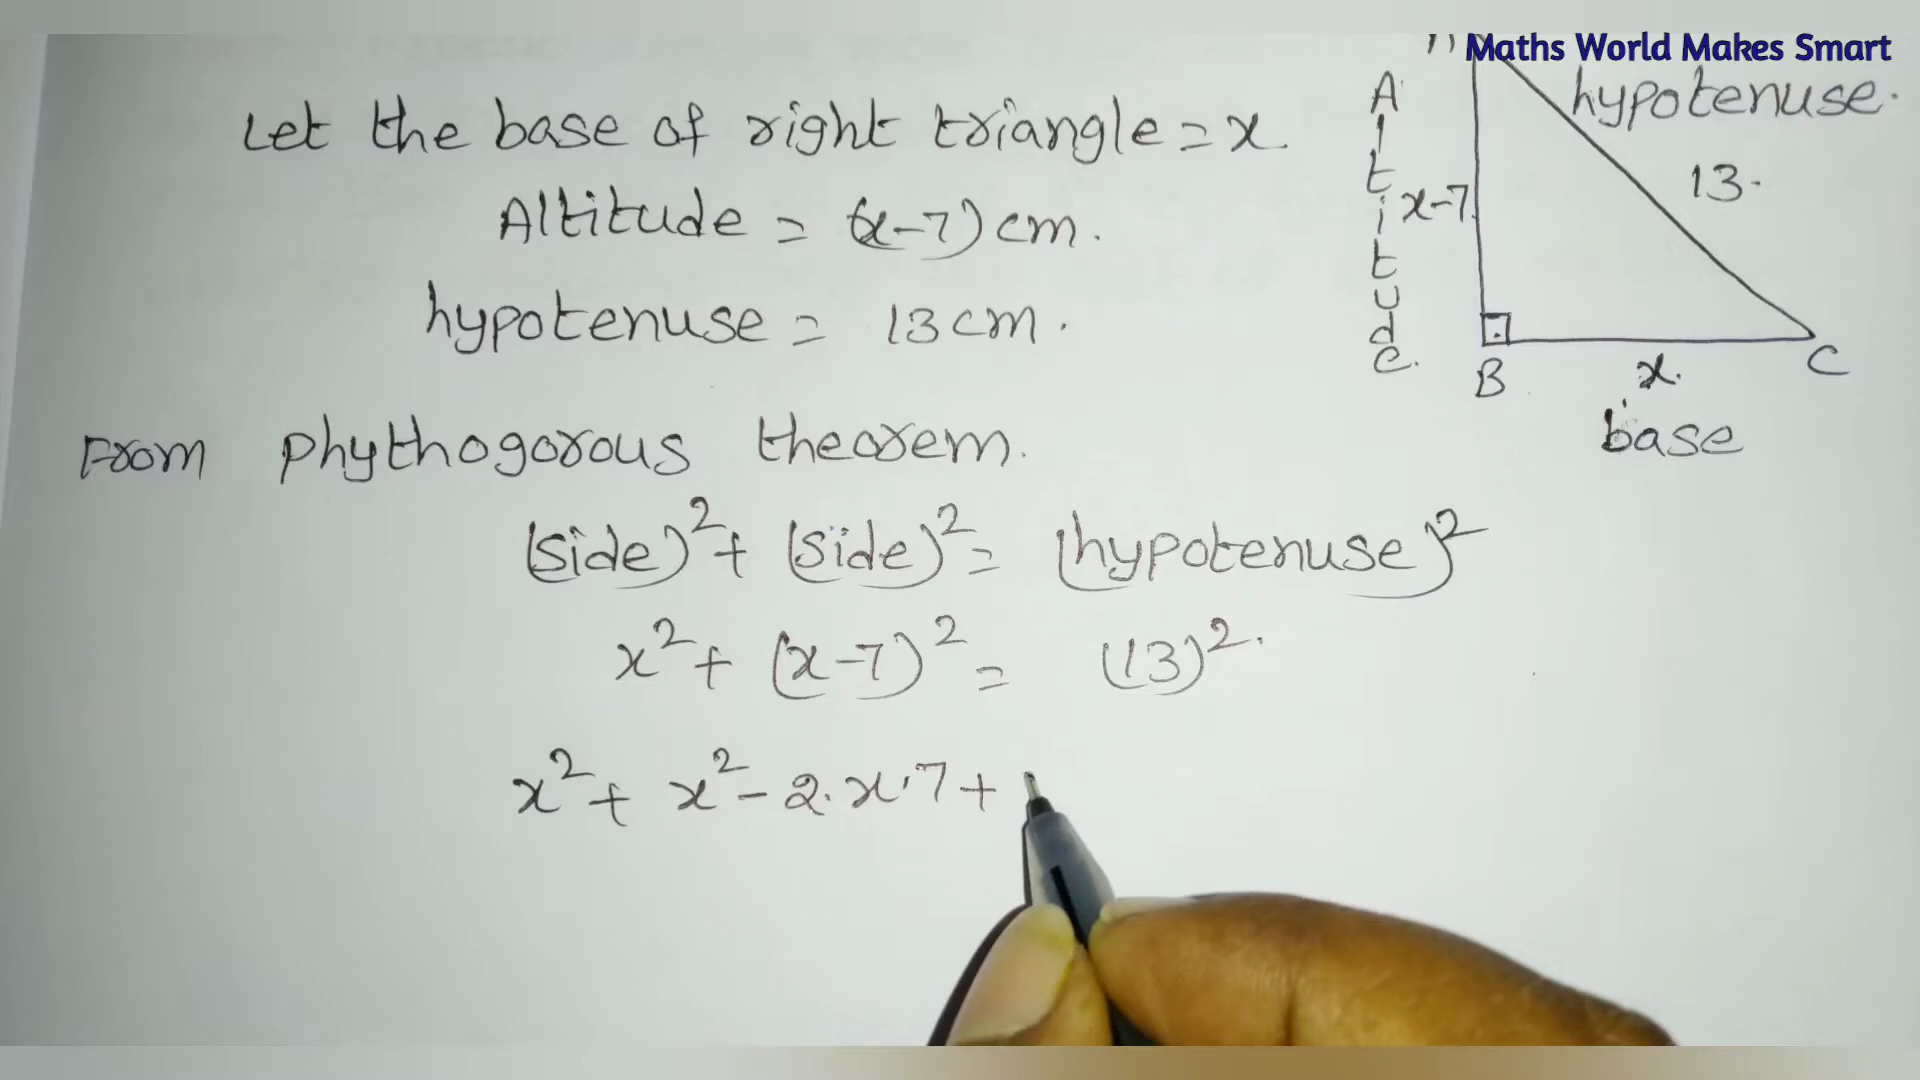 Maths World Makes Smart
Let the base of right triangle = x.
Altitude = (x-7) cm.
hypotenuse = 13 cm.
From phythogorous theorem.
(side)² + (side)² = (hypotenuse)²
x² + (x-7)² = (13)².
x² + x² - 2.x.7 +
Altitude.
x-7
hypotenuse.
13.
B
x.
C
base